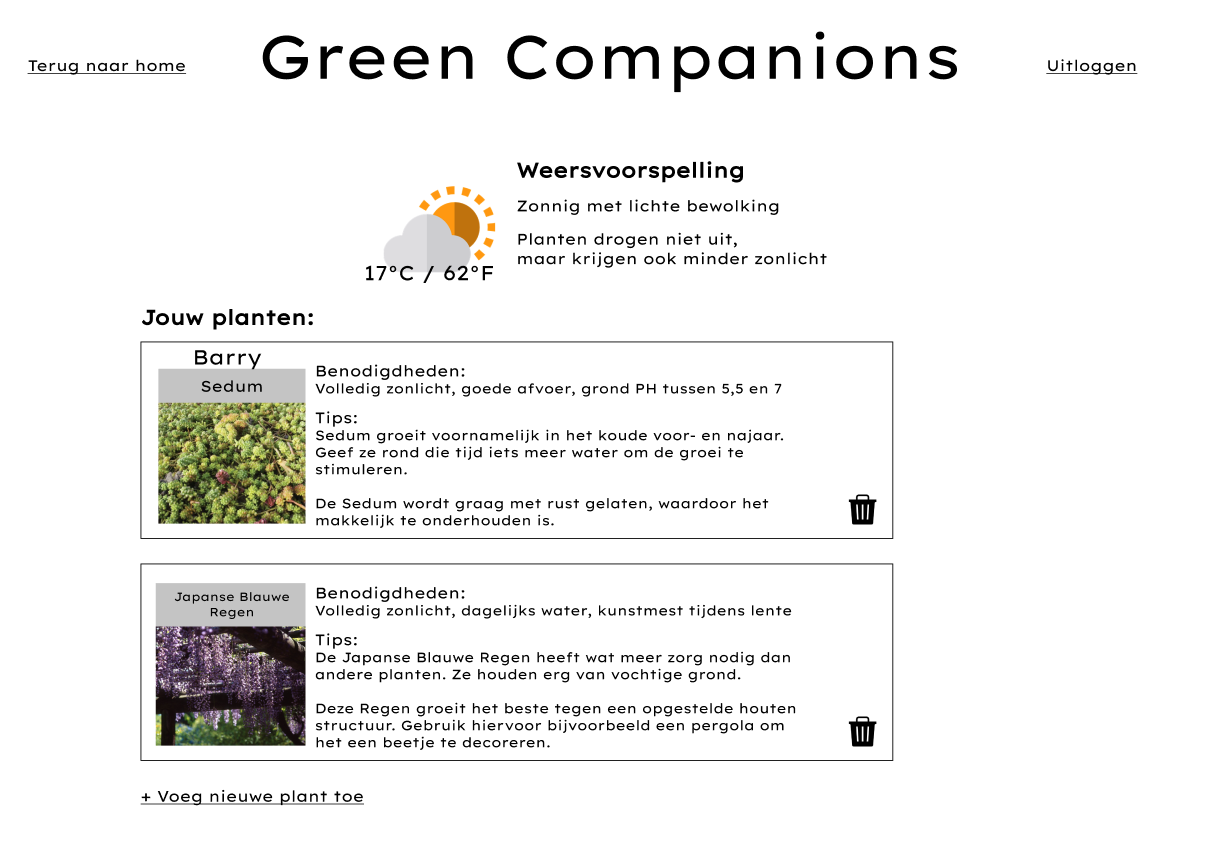 Terug naar home
Green Companions
Uitloggen
Weersvoorspelling
Zonnig met lichte bewolking
Planten drogen niet uit,
maar krijgen ook minder zonlicht
17°C / 62°F
Jouw planten:
Barry
Sedum
Benodigdheden:
Volledig zonlicht, goede afvoer, grond PH tussen 5,5 en 7
Tips:
Sedum groeit voornamelijk in het koude voor- en najaar.
Geef ze rond die tijd iets meer water om de groei te
stimuleren.
De Sedum wordt graag met rust gelaten, waardoor het
makkelijk te onderhouden is.
Japanse Blauwe
Regen
Benodigdheden:
Volledig zonlicht, dagelijks water, kunstmest tijdens lente
Tips:
De Japanse Blauwe Regen heeft wat meer zorg nodig dan
andere planten. Ze houden erg van vochtige grond.
Deze Regen groeit het beste tegen een opgestelde houten
structuur. Gebruik hiervoor bijvoorbeeld een pergola om
het een beetje te decoreren.
+ Voeg nieuwe plant toe